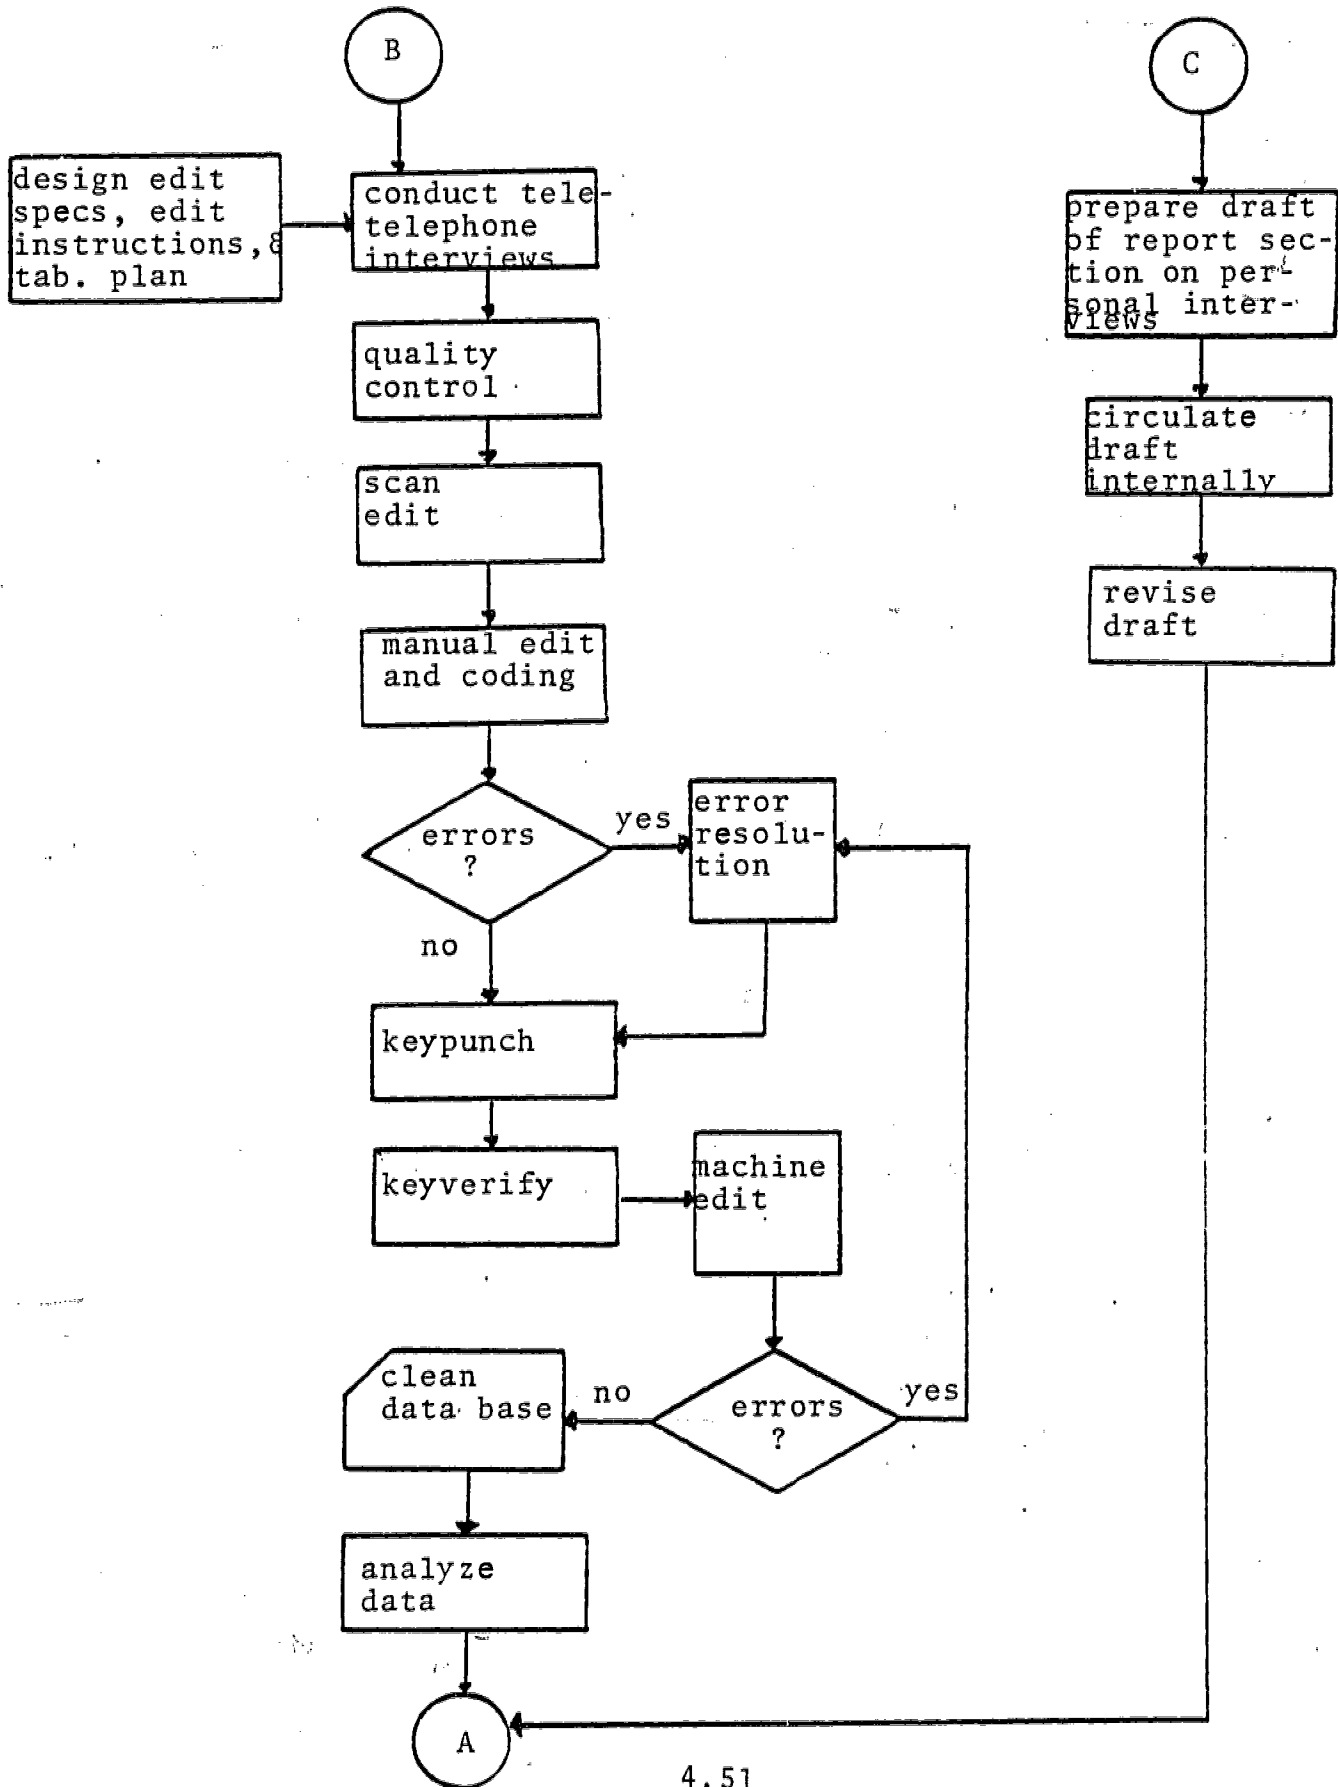 B
C
design edit
specs, edit
instructions,&
tab. plan
conduct tele-
telephone
interviews
prepare draft
of report sec-
tion on per-
sonal inter-
views
quality
control
circulate
draft
internally
scan
edit
revise
draft
manual edit
and coding
errors
?
yes
error
resolu-
tion
no
keypunch
keyverify
machine
edit
clean
data base
no
errors
?
yes
analyze
data
A
4.51